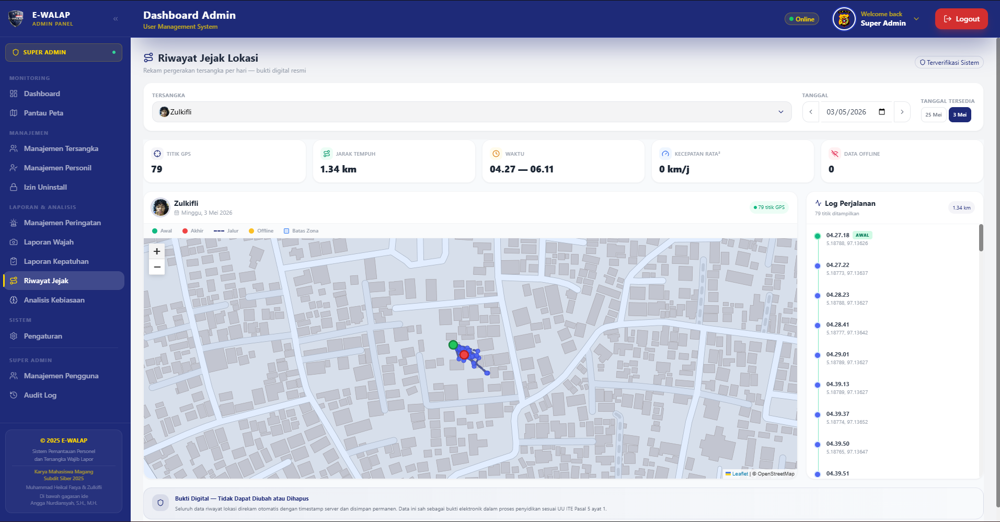 E-WALAP
ADMIN PANEL
«
Dashboard Admin
User Management System
Online
Welcome back
Super Admin
Logout
SUPER ADMIN
MONITORING
Dashboard
Pantau Peta
MANAJEMEN
Manajemen Tersangka
Manajemen Personil
Izin Uninstall
LAPORAN & ANALISIS
Manajemen Peringatan
Laporan Wajah
Laporan Kepatuhan
Riwayat Jejak
Analisis Kebiasaan
SISTEM
Pengaturan
SUPER ADMIN
Manajemen Pengguna
Audit Log
© 2025 E-WALAP
Sistem Pemantauan Personel
dan Tersangka Wajib Lapor
Karya Mahasiswa Magang
Subdit Siber 2025
Muhammad Heikal Fasya & Zulkifli
Di bawah gagasan ide
Angga Nurdiansyah, S.H., M.H.
Riwayat Jejak Lokasi
Rekam pergerakan tersangka per hari — bukti digital resmi
Terverifikasi Sistem
TERSANGKA
Zulkifli
TANGGAL
03/05/2026
TANGGAL TERSEDIA
25 Mei
3 Mei
TITIK GPS
79
JARAK TEMPUH
1.34 km
WAKTU
04.27 — 06.11
KECEPATAN RATA²
0 km/j
DATA OFFLINE
0
Zulkifli
Minggu, 3 Mei 2026
79 titik GPS
Awal
Akhir
Jalur
Offline
Batas Zona
+
−
Leaflet | © OpenStreetMap
Log Perjalanan
79 titik ditampilkan
1.34 km
04.27.18 AWAL
5.18788, 97.13626
04.27.22
5.18773, 97.13637
04.28.23
5.18788, 97.13627
04.28.41
5.18777, 97.13642
04.29.01
5.18789, 97.13627
04.39.13
5.18789, 97.13627
04.39.37
5.18774, 97.13652
04.39.50
5.18765, 97.13647
04.39.51
Bukti Digital — Tidak Dapat Diubah atau Dihapus
Seluruh data riwayat lokasi direkam otomatis dengan timestamp server dan disimpan permanen. Data ini sah sebagai bukti elektronik dalam proses penyidikan sesuai UU ITE Pasal 5 ayat 1.